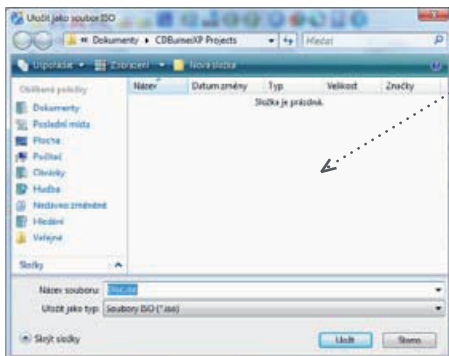 Uložit jako soubor ISO
« Dokumenty CDBurnerXP Projects
Hledat
Uspořádat Zobrazení Nová složka
Oblíbené položky
Název Datum změny Typ Velikost Značky
Složka je prázdná.
Dokumenty
Poslední místa
Plocha
Počítač
Obrázky
Hudba
Nedávno změněné
Hledání
Veřejné
Složky
Název souboru:
Uložit jako typ: Soubory ISO (*.iso)
Skrýt složky
Uložit Storno